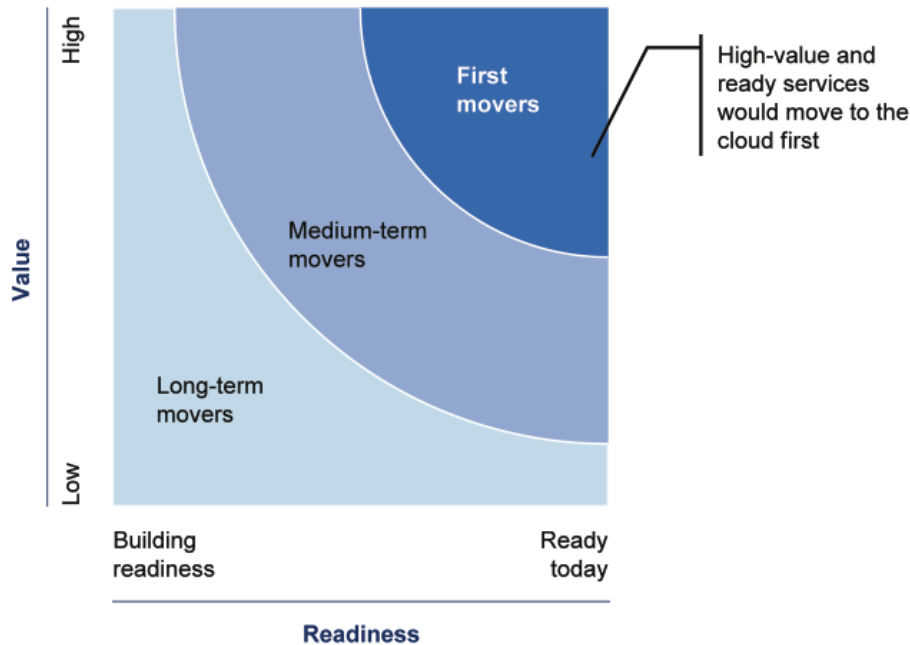 High
First
movers
High-value and
ready services
would move to the
cloud first
Medium-term
movers
Value
Long-term
movers
Low
Building
readiness
Ready
today
Readiness